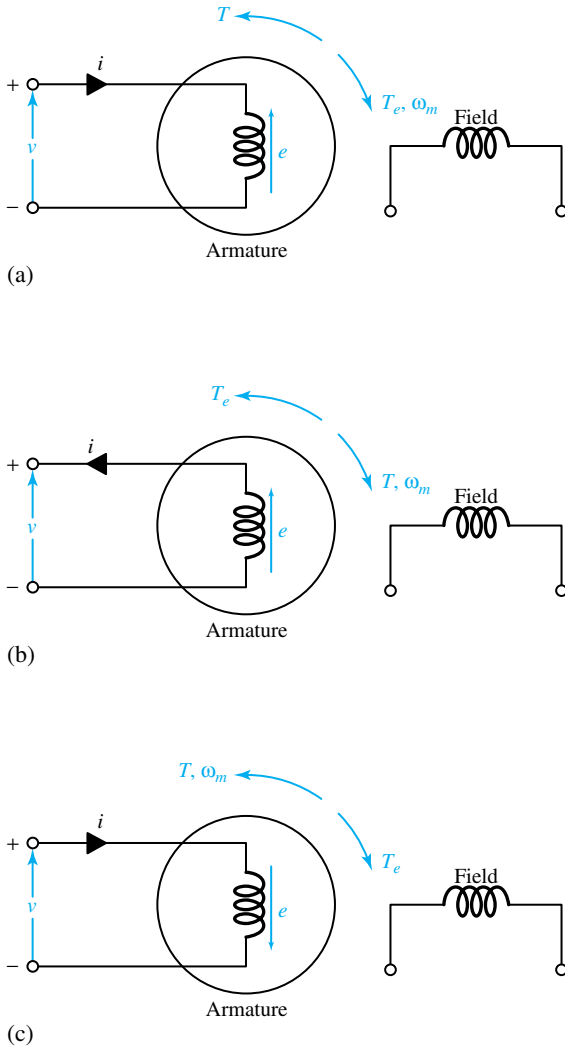 T
i
T_e, ω_m
+
Field
v
e
−
Armature
(a)
T_e
i
T, ω_m
+
Field
v
e
−
Armature
(b)
T, ω_m
i
T_e
+
Field
v
e
−
Armature
(c)